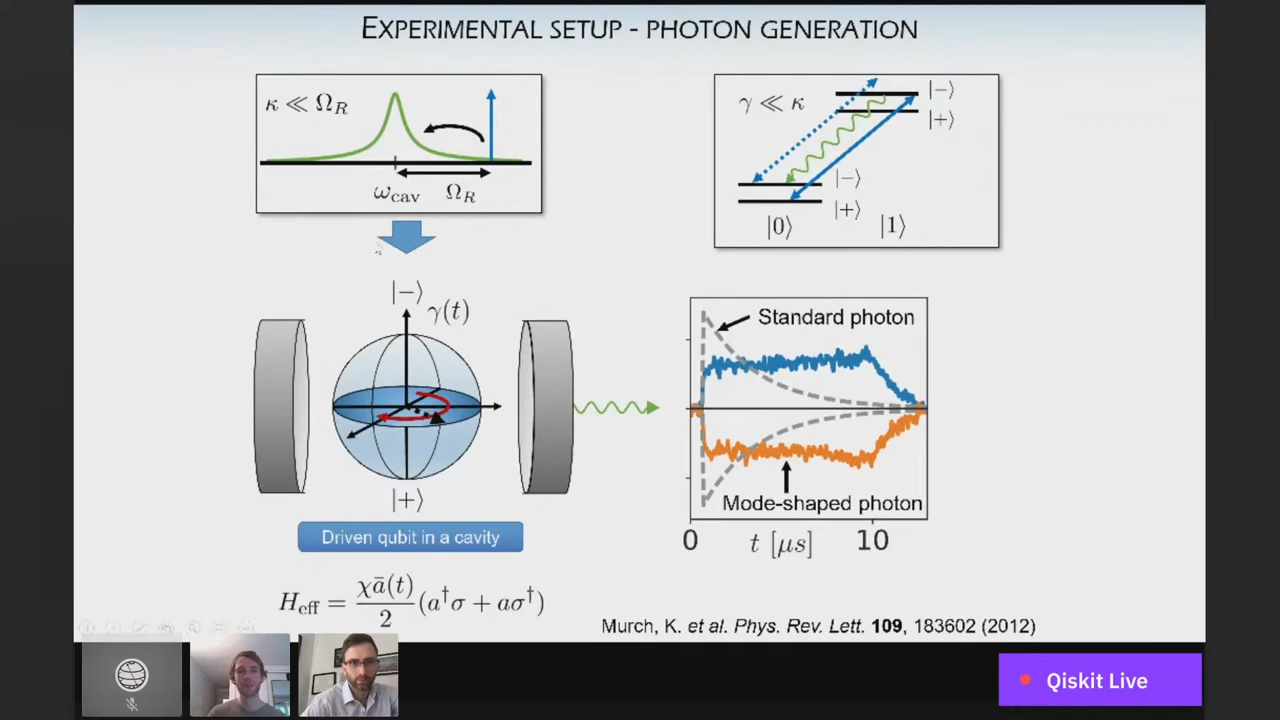 EXPERIMENTAL SETUP - PHOTON GENERATION
κ ≪ Ω_R
ω_cav
Ω_R
γ ≪ κ
|−⟩
|+⟩
|−⟩
|+⟩
|0⟩
|1⟩
|−⟩
γ(t)
|+⟩
Driven qubit in a cavity
H_eff = χā(t)/2 (a†σ + aσ†)
Standard photon
Mode-shaped photon
0
t [μs]
10
Murch, K. et al. Phys. Rev. Lett. 109, 183602 (2012)
Qiskit Live